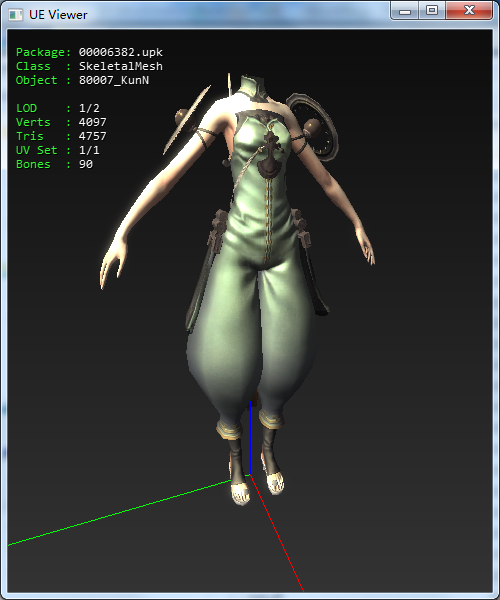 UE Viewer
Package: 00006382.upk
Class  : SkeletalMesh
Object : 80007_KunN
LOD    : 1/2
Verts  : 4097
Tris   : 4757
UV Set : 1/1
Bones  : 90